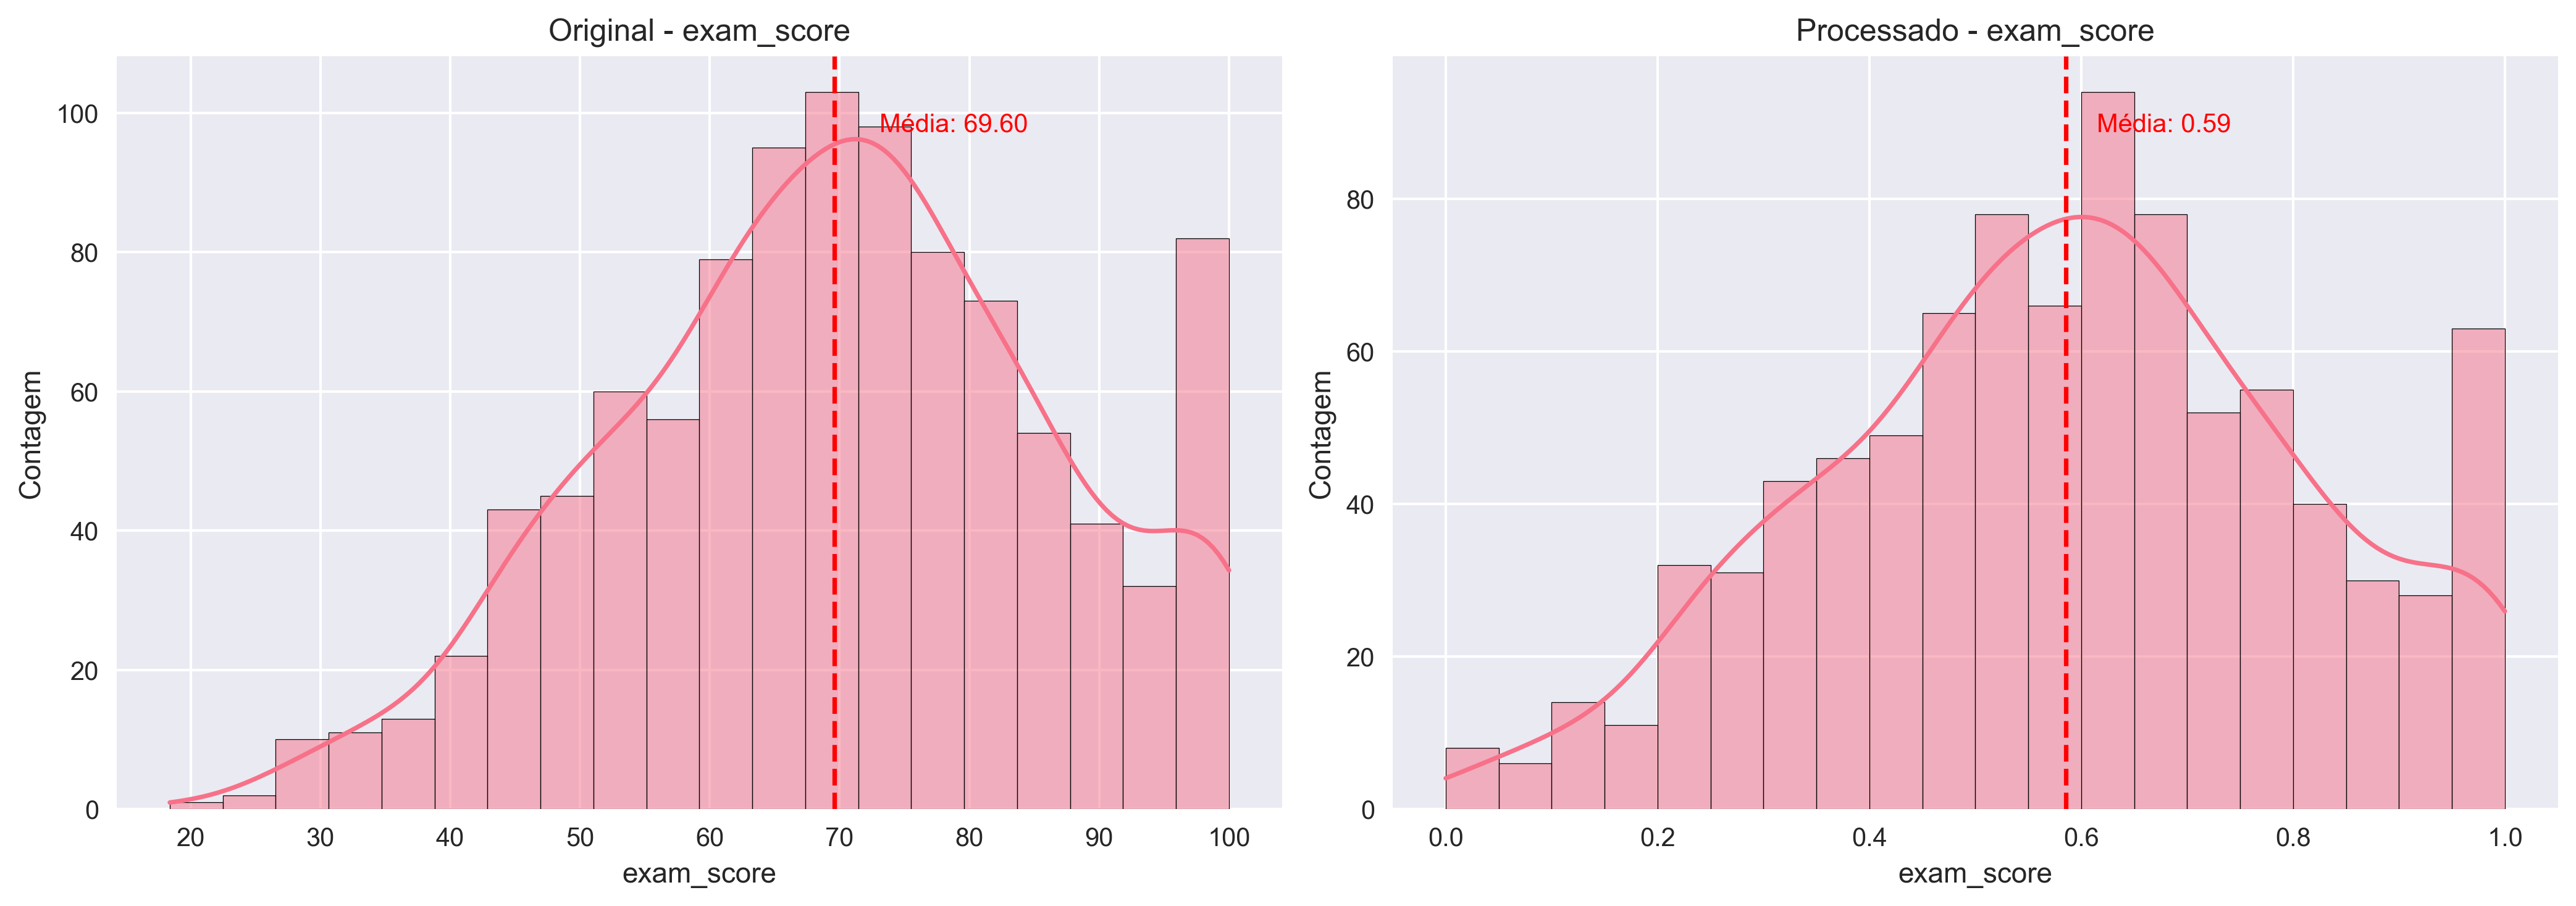 Original - exam_score
Média: 69.60
Contagem
100
80
60
40
20
0
20 30 40 50 60 70 80 90 100
exam_score
Processado - exam_score
Média: 0.59
Contagem
80
60
40
20
0
0.0 0.2 0.4 0.6 0.8 1.0
exam_score